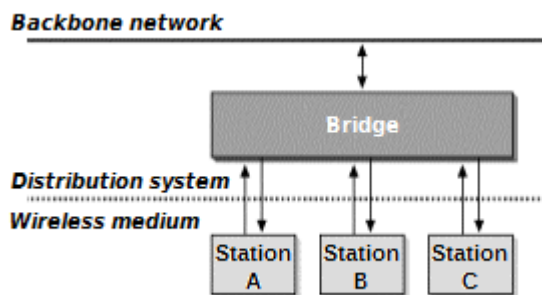 Backbone network
Bridge
Distribution system
Wireless medium
Station
A
Station
B
Station
C